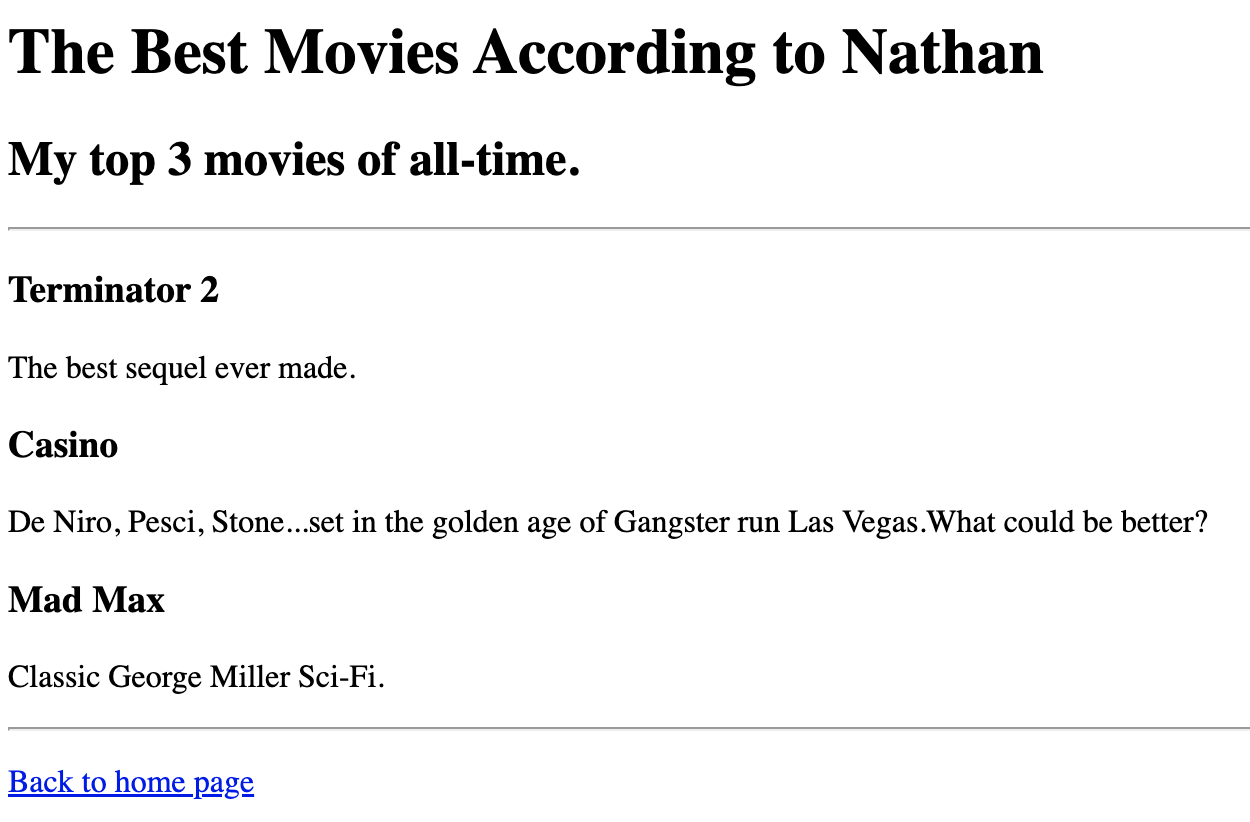 The Best Movies According to Nathan
My top 3 movies of all-time.
Terminator 2
The best sequel ever made.
Casino
De Niro, Pesci, Stone...set in the golden age of Gangster run Las Vegas.What could be better?
Mad Max
Classic George Miller Sci-Fi.
Back to home page